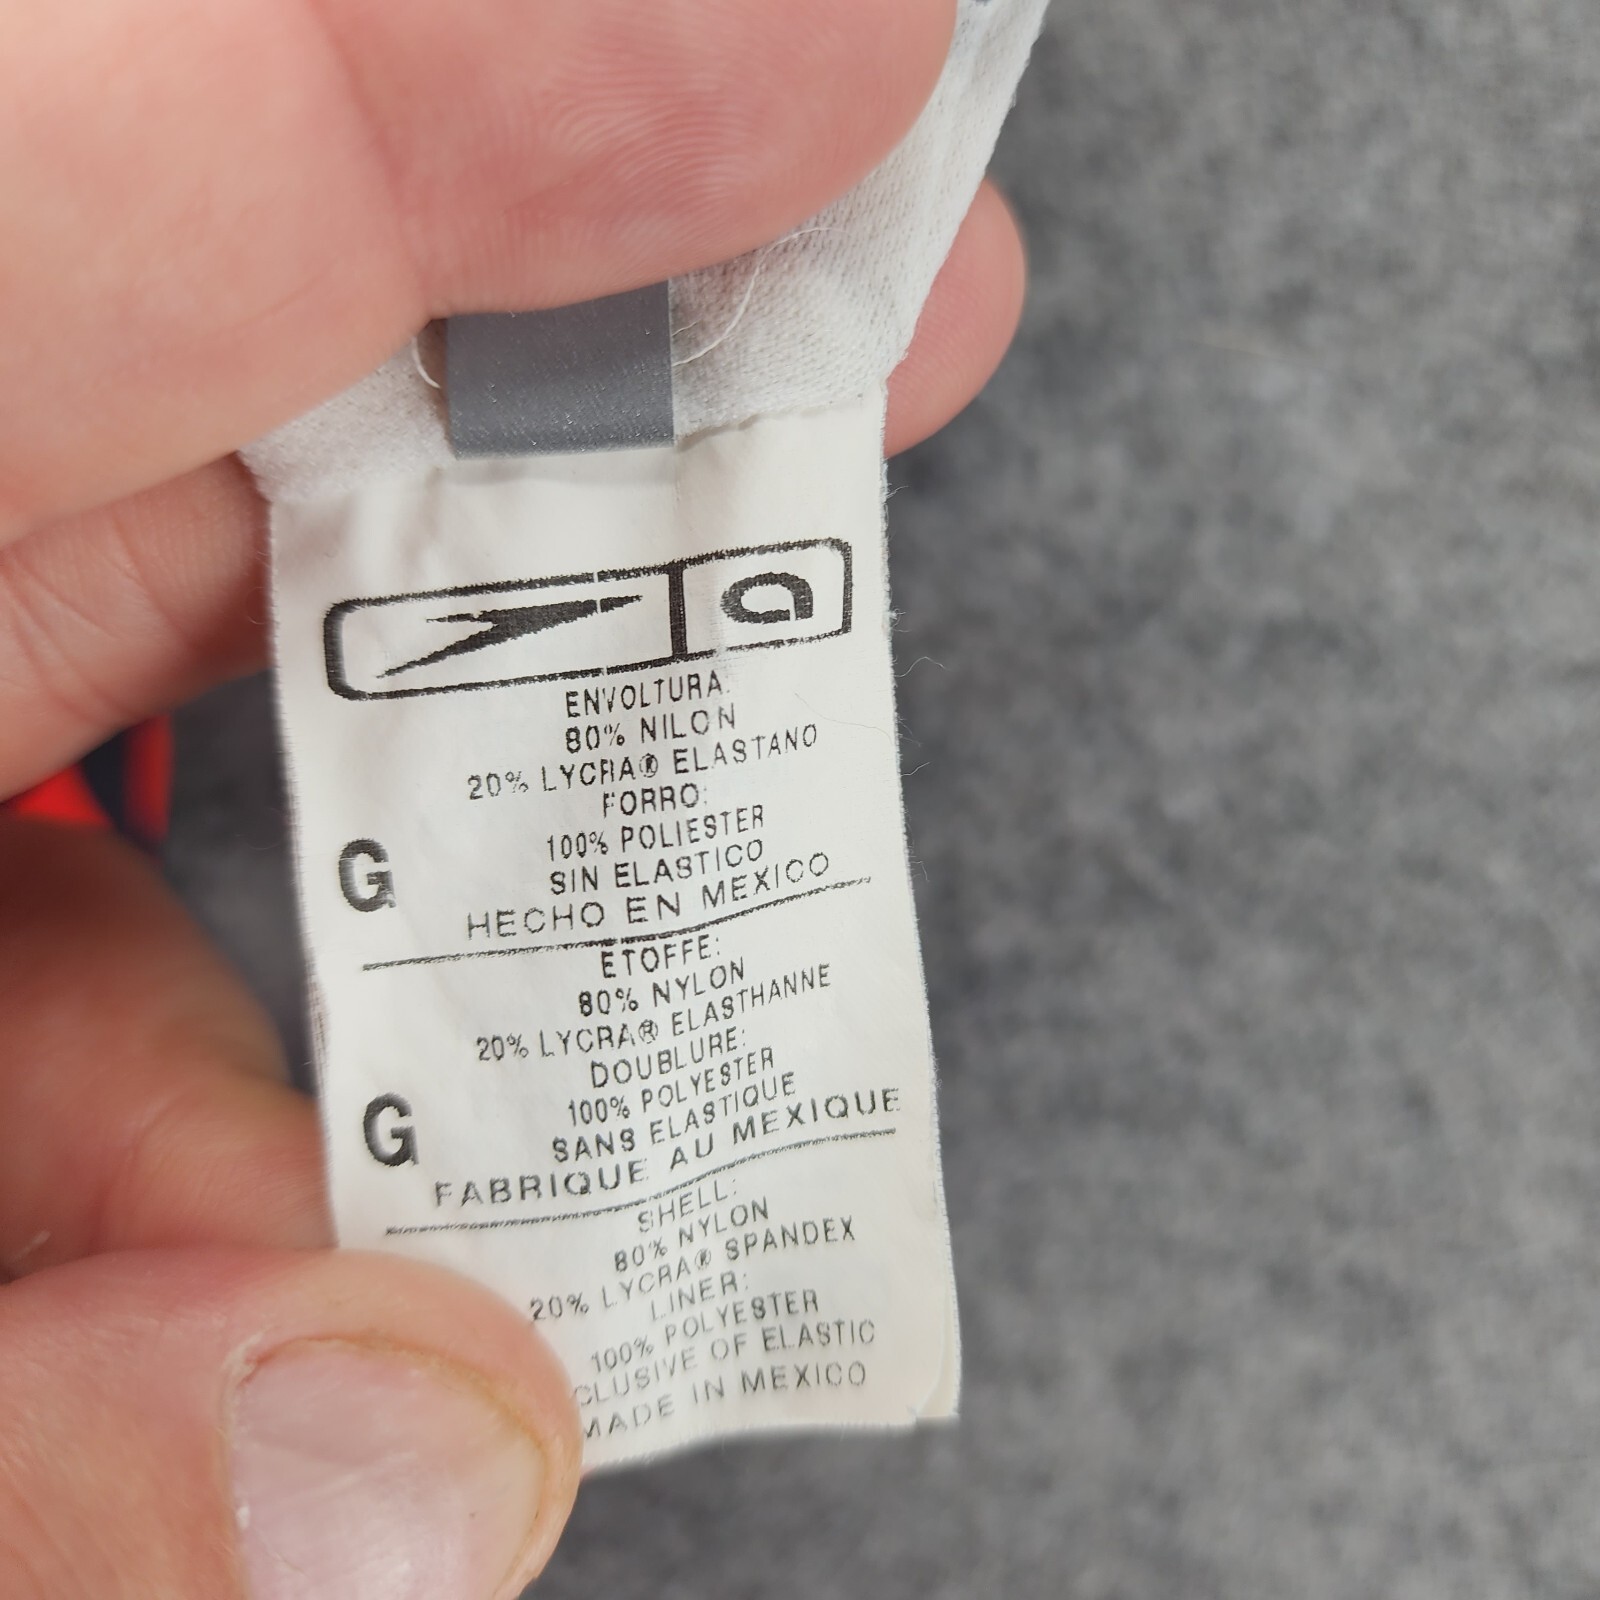 ENVOLTURA:
80% NILON
20% LYCRA® ELASTANO
FORRO:
100% POLIESTER
SIN ELASTICO
G
HECHO EN MEXICO
ETOFFE:
80% NYLON
20% LYCRA® ELASTHANNE
DOUBLURE:
100% POLYESTER
SANS ELASTIQUE
G
FABRIQUE AU MEXIQUE
SHELL:
80% NYLON
20% LYCRA® SPANDEX
LINER:
100% POLYESTER
CLUSIVE OF ELASTIC
MADE IN MEXICO